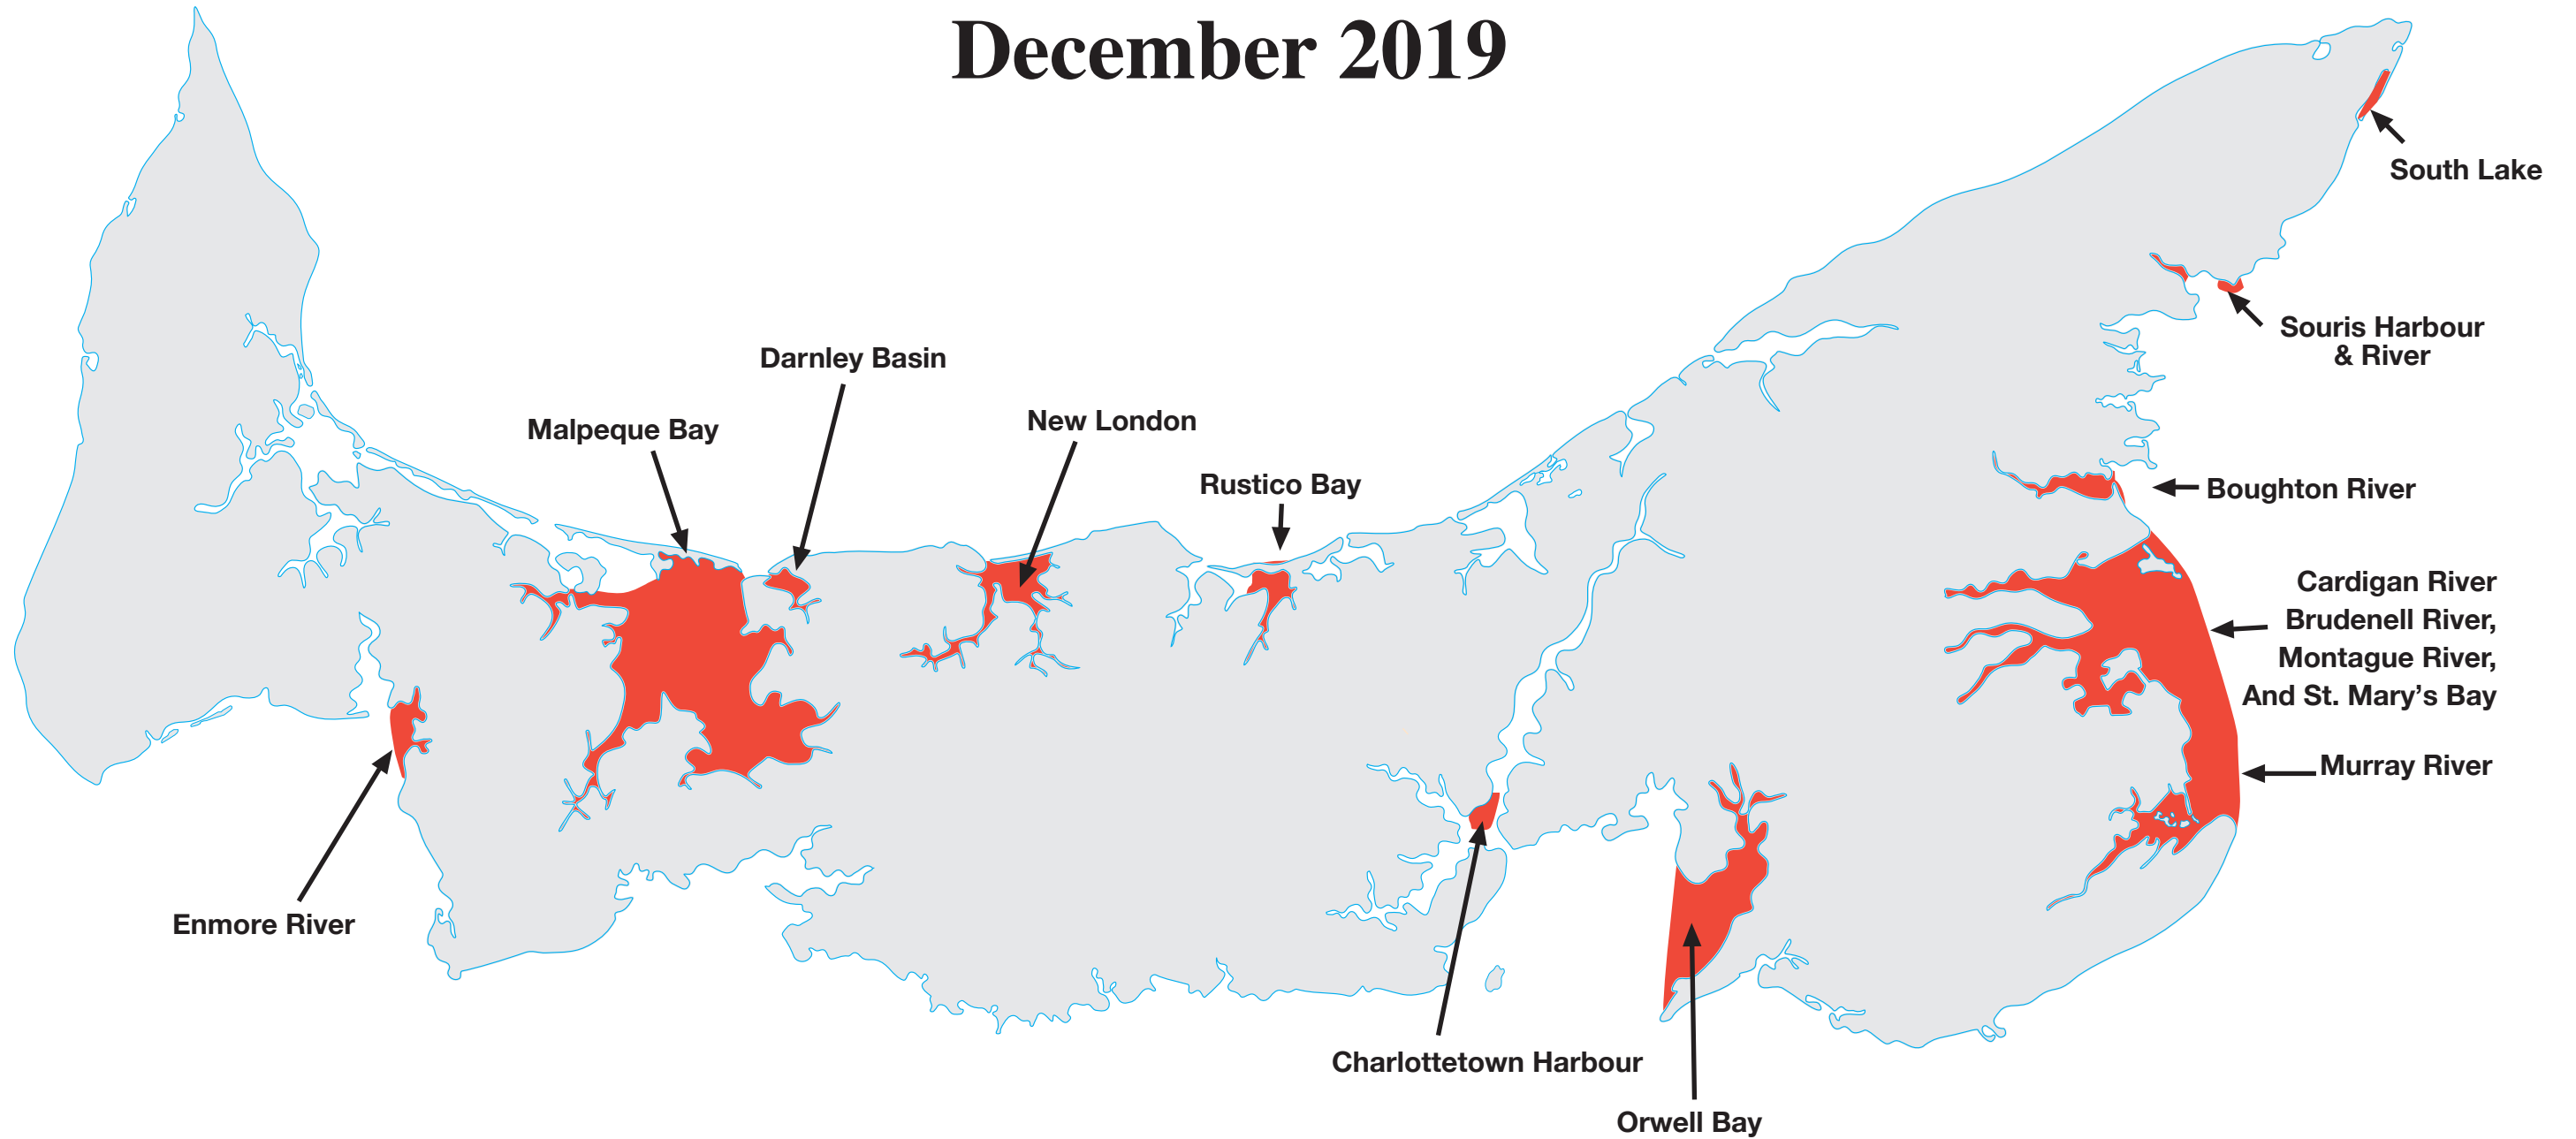 December 2019
South Lake
Souris Harbour
& River
Darnley Basin
New London
Malpeque Bay
Rustico Bay
Boughton River
Cardigan River
Brudenell River,
Montague River,
And St. Mary’s Bay
Murray River
Enmore River
Charlottetown Harbour
Orwell Bay